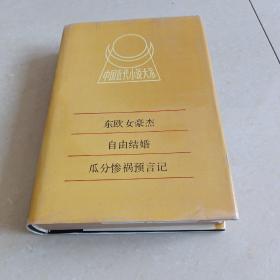 中国近代小说大系
东欧女豪杰
自由结婚
瓜分惨祸预言记